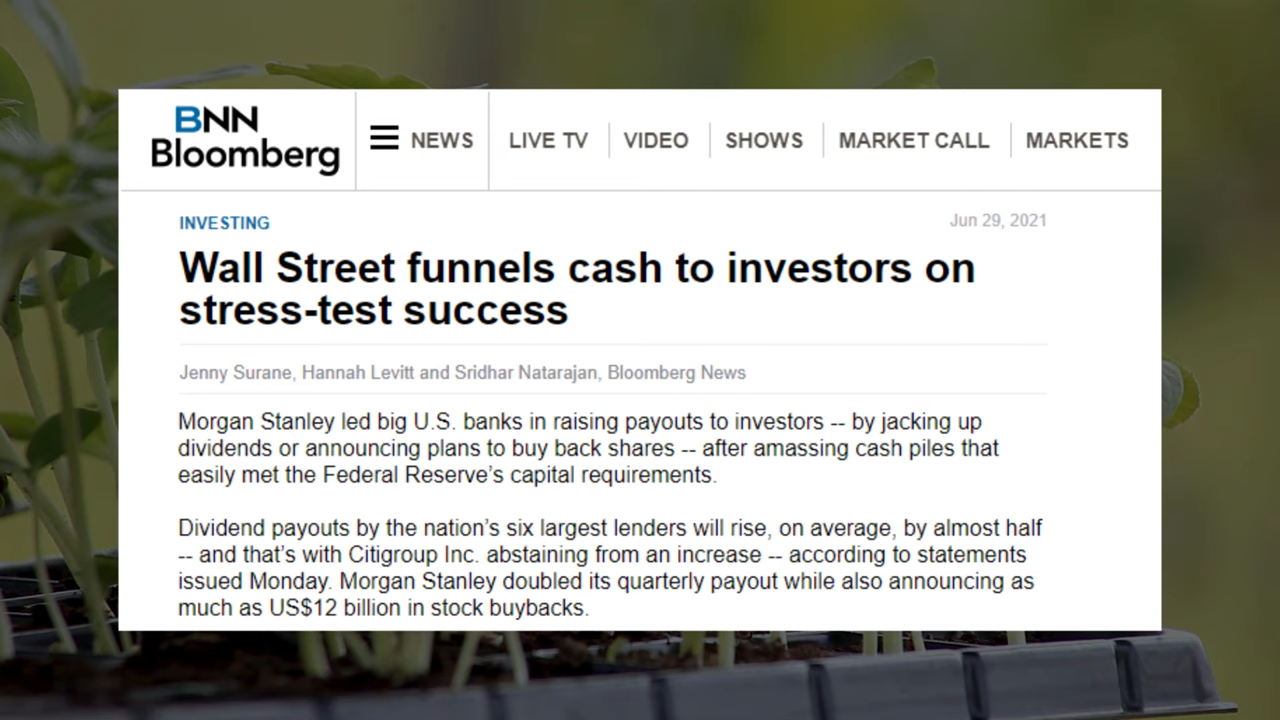 BNN
Bloomberg
NEWS
LIVE TV
VIDEO
SHOWS
MARKET CALL
MARKETS
INVESTING
Jun 29, 2021
Wall Street funnels cash to investors on
stress-test success
Jenny Surane, Hannah Levitt and Sridhar Natarajan, Bloomberg News
Morgan Stanley led big U.S. banks in raising payouts to investors -- by jacking up
dividends or announcing plans to buy back shares -- after amassing cash piles that
easily met the Federal Reserve's capital requirements.
Dividend payouts by the nation's six largest lenders will rise, on average, by almost half
-- and that's with Citigroup Inc. abstaining from an increase -- according to statements
issued Monday. Morgan Stanley doubled its quarterly payout while also announcing as
much as US$12 billion in stock buybacks.